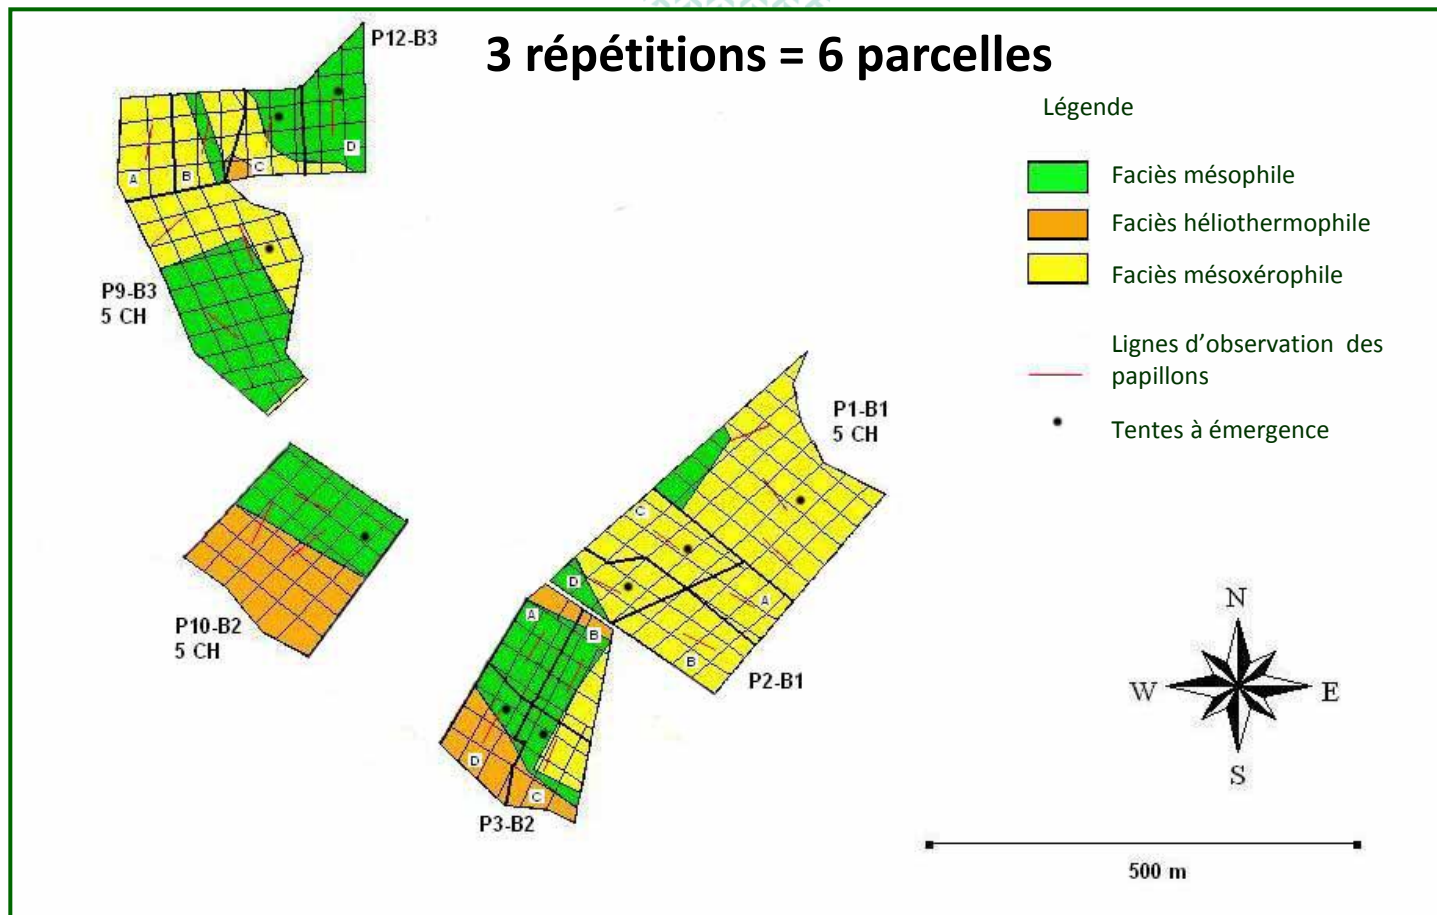 3 répétitions = 6 parcelles
P12-B3
A
B
C
D
P9-B3
5 CH
P10-B2
5 CH
P1-B1
5 CH
C
D
A
B
P2-B1
A
B
D
C
P3-B2
Légende
Faciès mésophile
Faciès héliothermophile
Faciès mésoxérophile
Lignes d’observation des
papillons
Tentes à émergence
N
W
E
S
500 m